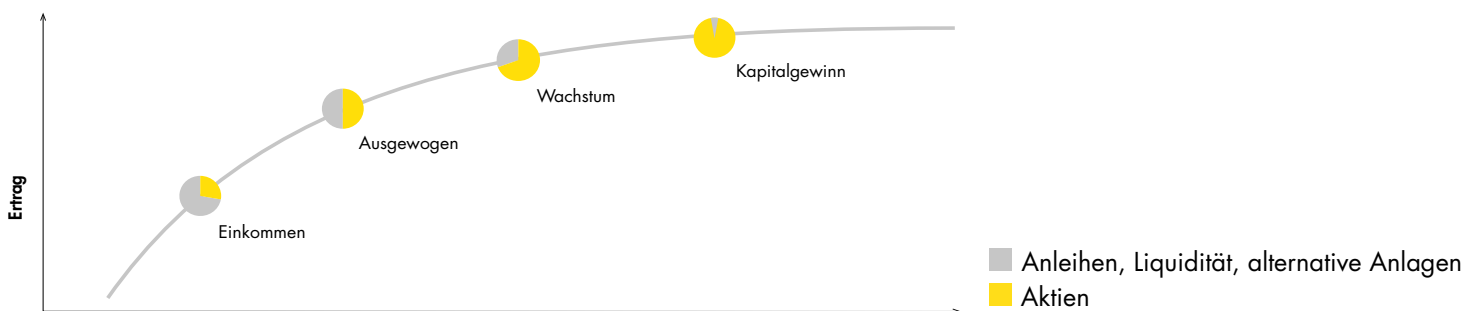 Kapitalgewinn
Wachstum
Ausgewogen
Ertrag
Einkommen
Anleihen, Liquidität, alternative Anlagen
Aktien